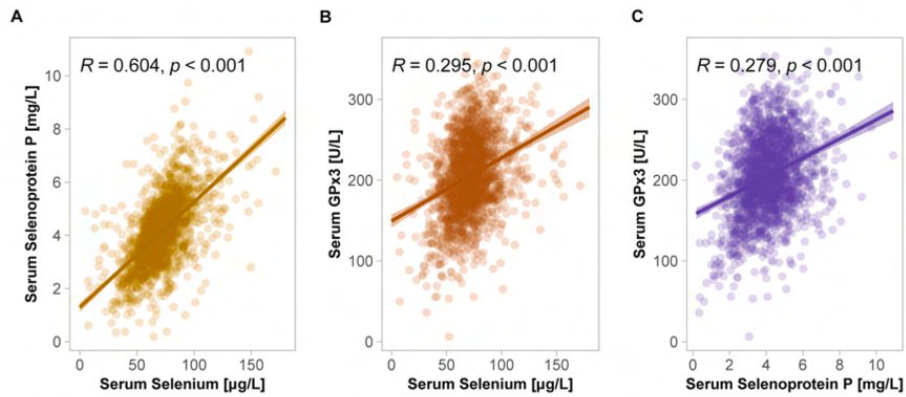 A
R = 0.604, p < 0.001
Serum Selenoprotein P [mg/L]
10
8
6
4
2
0
0 50 100 150
Serum Selenium [µg/L]
B
R = 0.295, p < 0.001
Serum GPx3 [U/L]
300
200
100
0
0 50 100 150
Serum Selenium [µg/L]
C
R = 0.279, p < 0.001
Serum GPx3 [U/L]
300
200
100
0
0 2 4 6 8 10
Serum Selenoprotein P [mg/L]